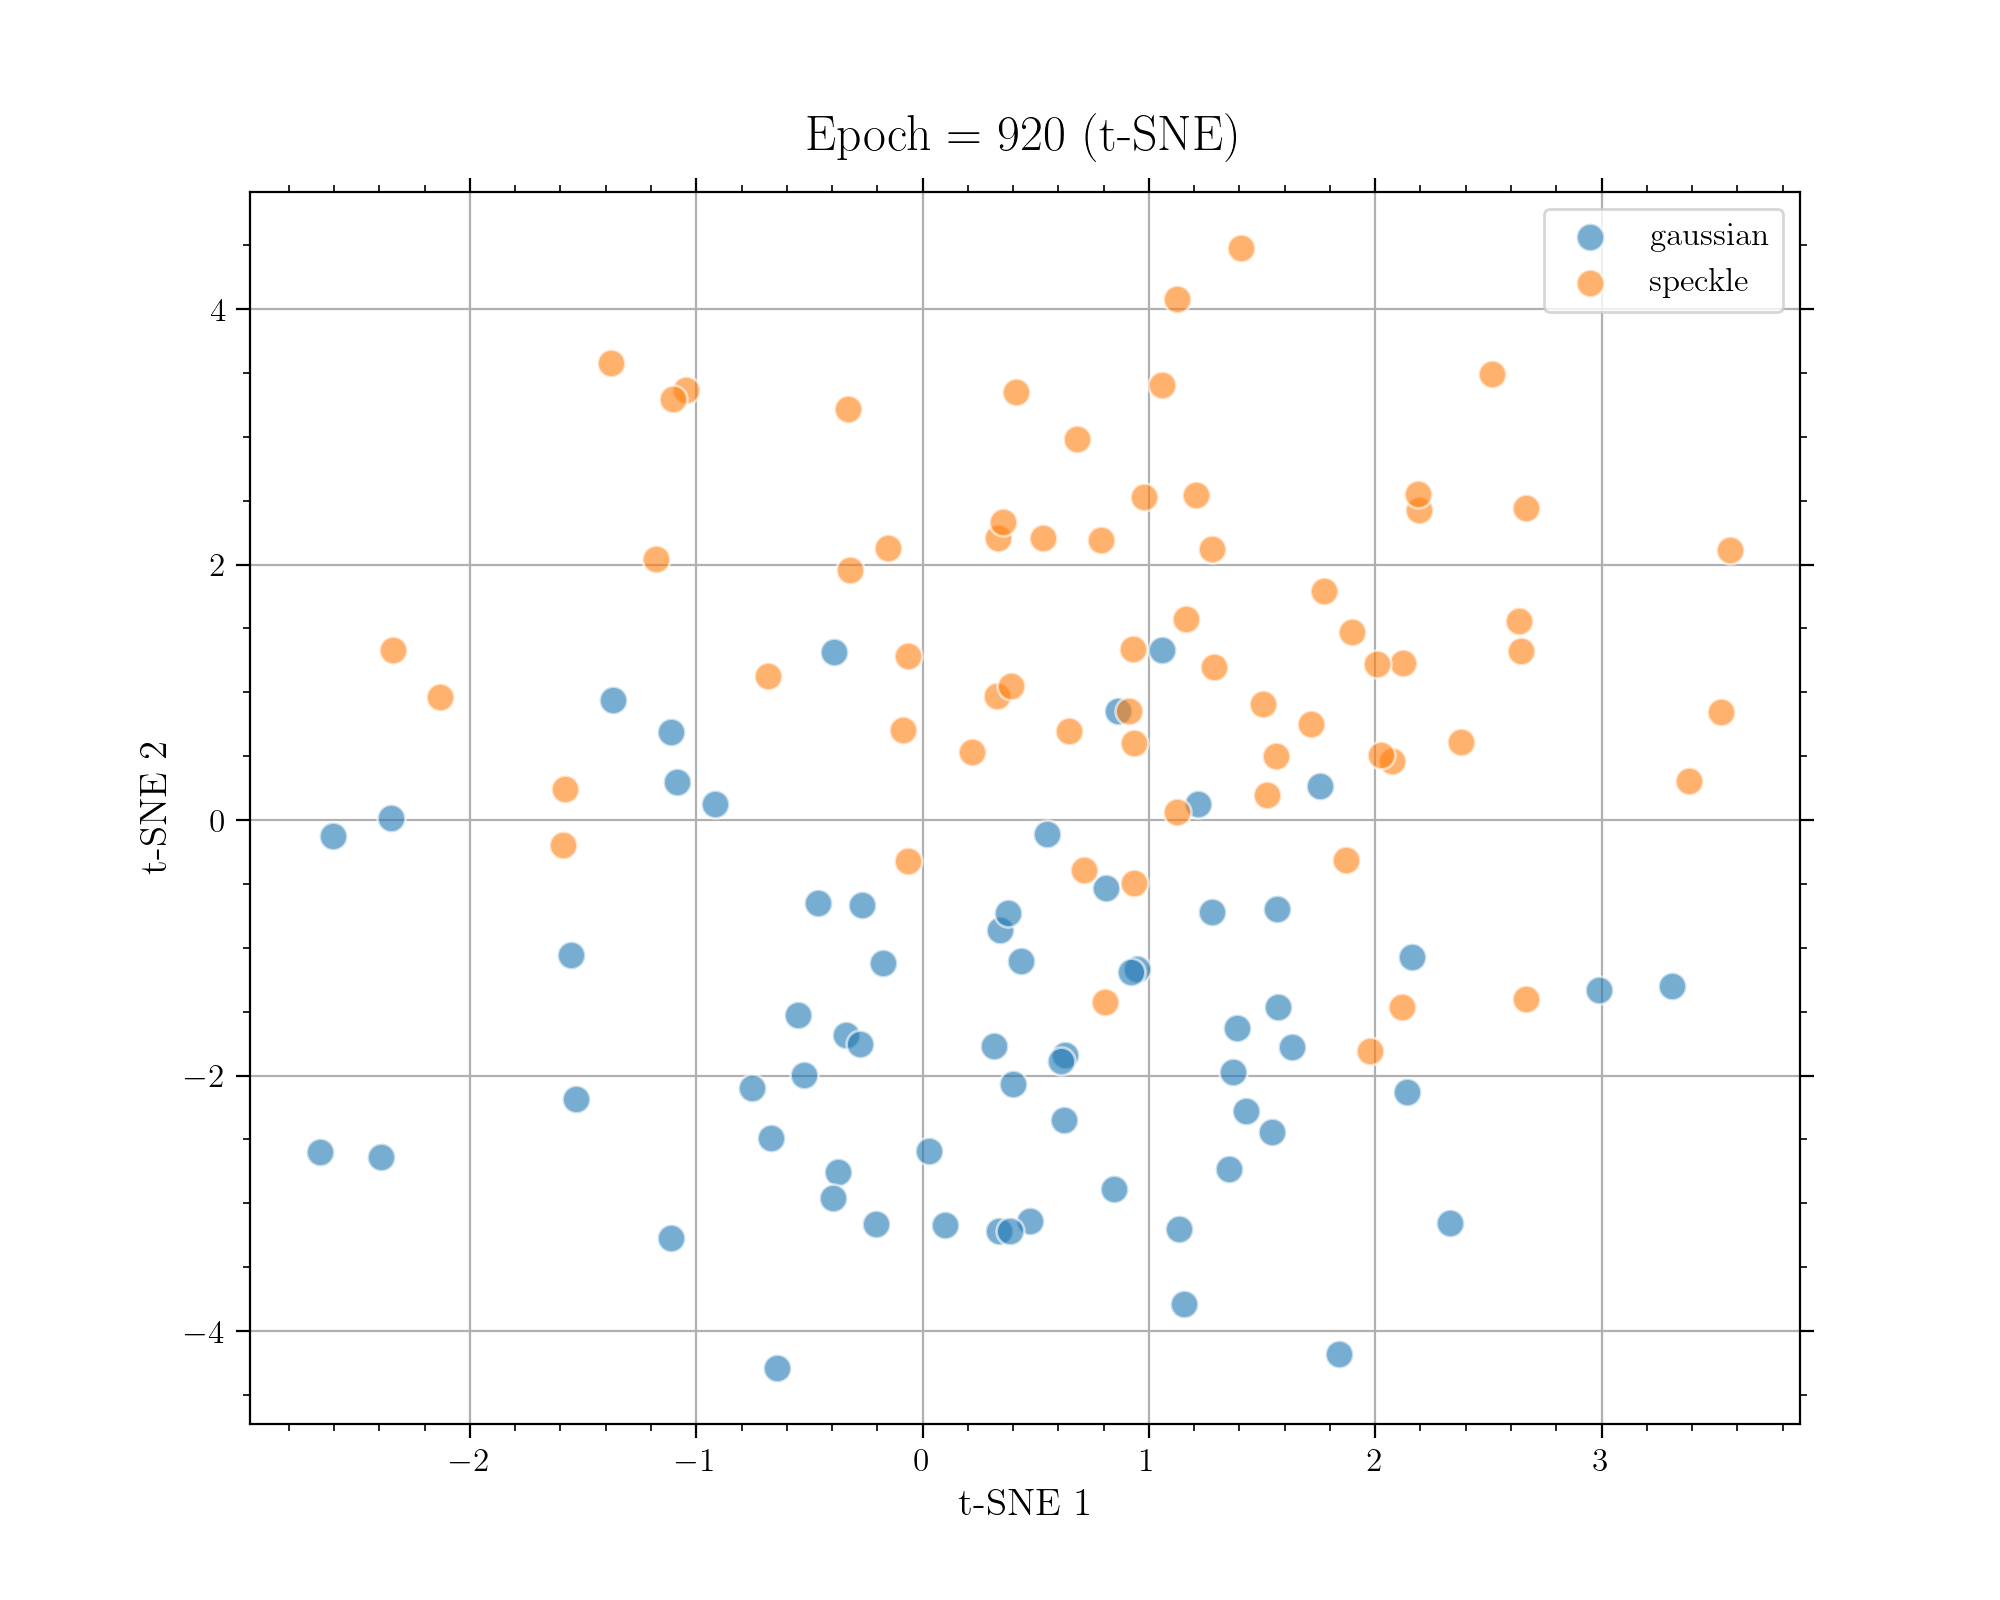 Epoch = 920 (t-SNE)
gaussian
speckle
4
2
0
−2
−4
t-SNE 2
−2 −1 0 1 2 3
t-SNE 1